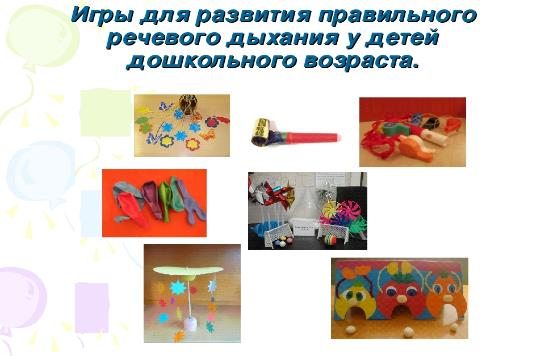 Игры для развития правильного
речевого дыхания у детей
дошкольного возраста.